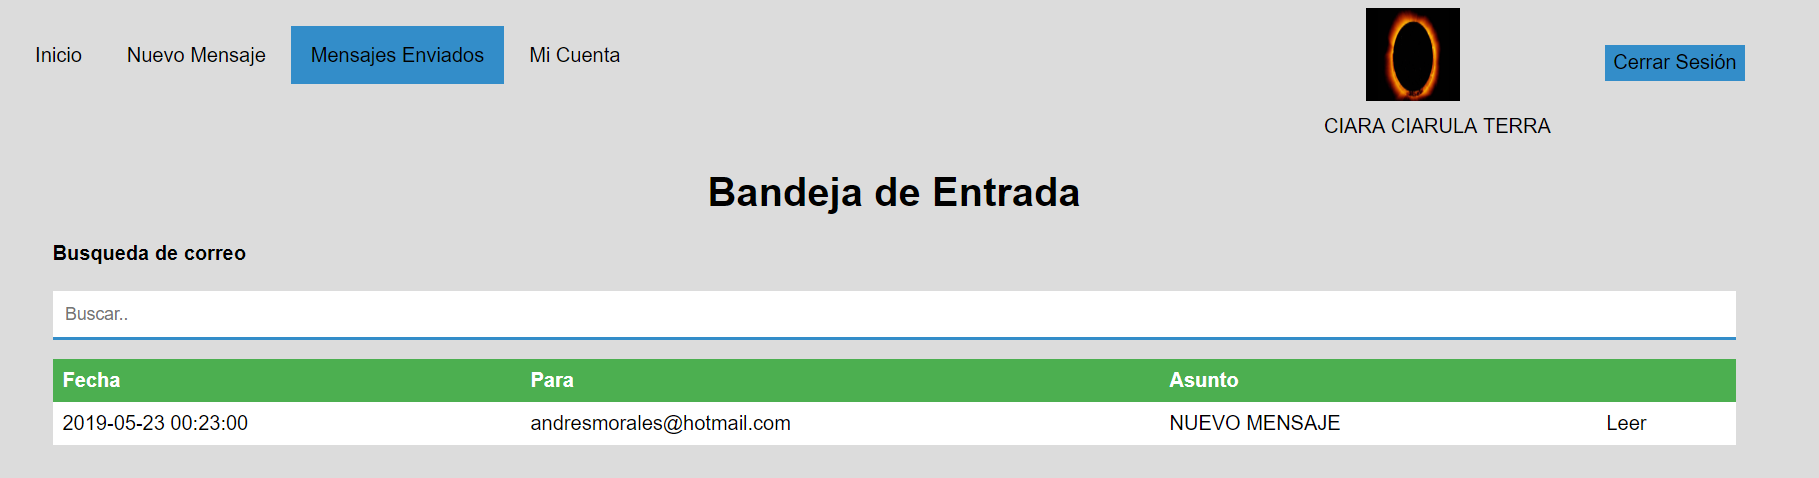 Inicio Nuevo Mensaje Mensajes Enviados Mi Cuenta Cerrar Sesión
CIARA CIARULA TERRA
Bandeja de Entrada
Busqueda de correo
Buscar..
Fecha Para Asunto
2019-05-23 00:23:00 andresmorales@hotmail.com NUEVO MENSAJE Leer